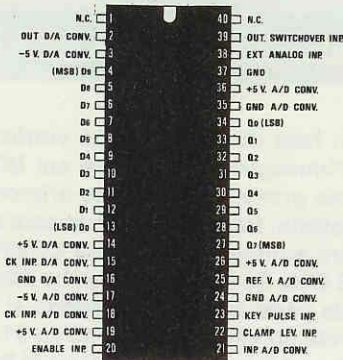 N.C. 1
OUT D/A CONV. 2
-5 V. D/A CONV. 3
(MSB) D9 4
D8 5
D7 6
D6 7
D5 8
D4 9
D3 10
D2 11
D1 12
(LSB) D0 13
+5 V. D/A CONV. 14
CK INP. D/A CONV. 15
GND D/A CONV. 16
-5V. A/D CONV. 17
CK INP. A/D CONV. 18
+5V. A/D CONV. 19
ENABLE INP. 20
40 N.C.
39 OUT. SWITCHOVER INP.
38 EXT ANALOG INP.
37 GND
36 +5 V. A/D CONV.
35 GND A/D CONV.
34 Q0 (LSB)
33 Q1
32 Q2
31 Q3
30 Q4
29 Q5
28 Q6
27 Q7 (MSB)
26 +5 V. A/D CONV.
25 REF. V. A/D CONV.
24 GND A/D CONV.
23 KEY PULSE INP.
22 CLAMP LEV. INP.
21 INP. A/D CONV.